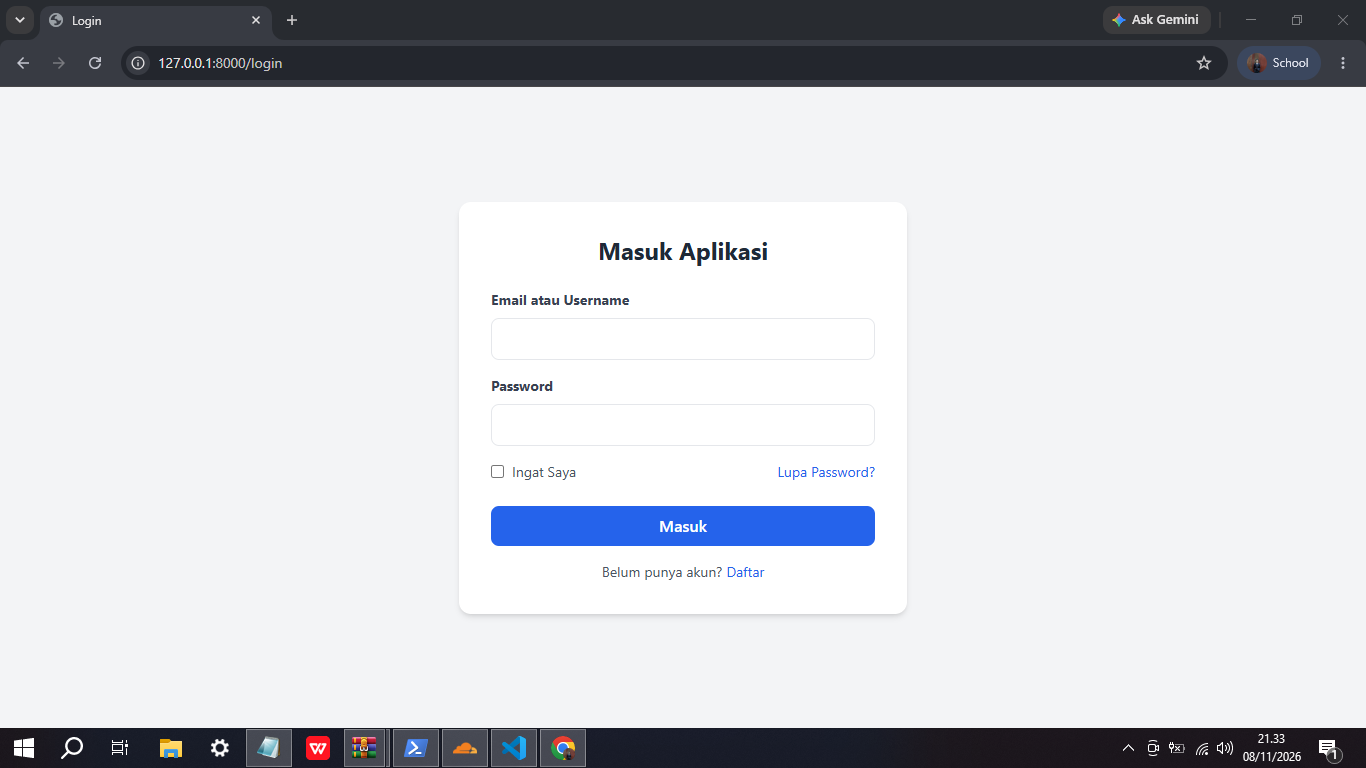 Login
Ask Gemini
127.0.0.1:8000/login
School
Masuk Aplikasi
Email atau Username
Password
Ingat Saya
Lupa Password?
Masuk
Belum punya akun? Daftar
21.33
08/11/2026
1